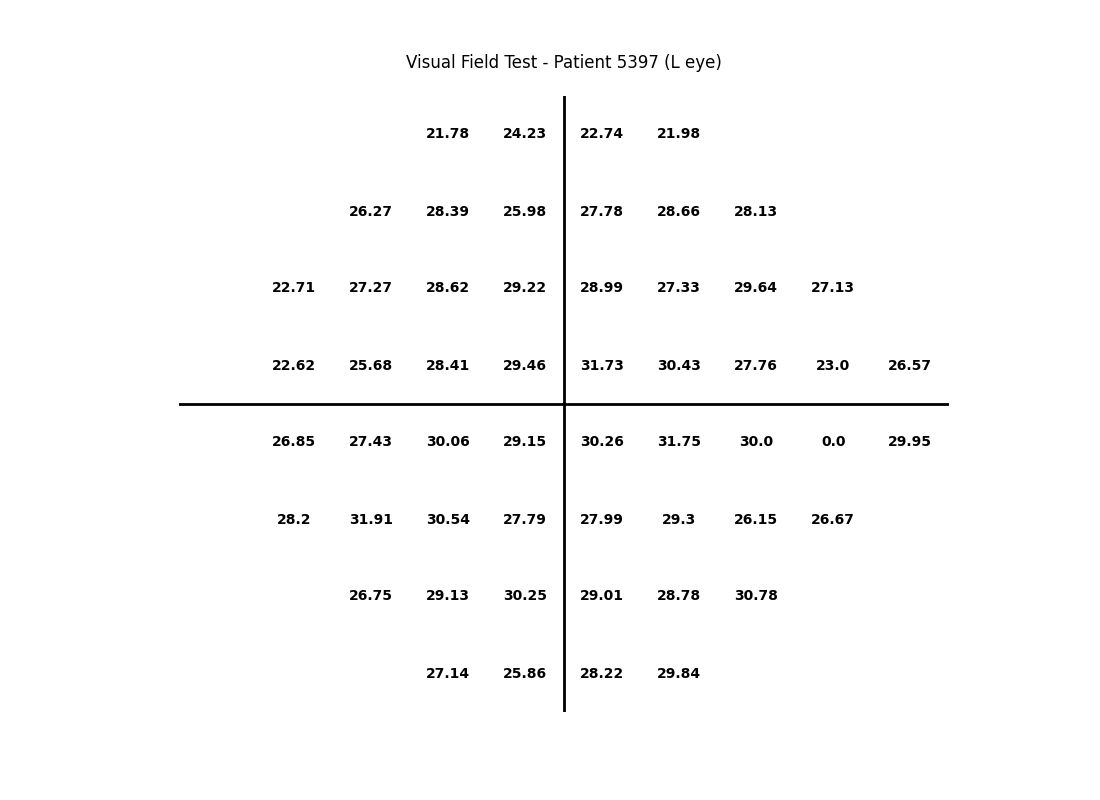 Visual Field Test - Patient 5397 (L eye)
21.78 24.23 22.74 21.98
26.27 28.39 25.98 27.78 28.66 28.13
22.71 27.27 28.62 29.22 28.99 27.33 29.64 27.13
22.62 25.68 28.41 29.46 31.73 30.43 27.76 23.0 26.57
26.85 27.43 30.06 29.15 30.26 31.75 30.0 0.0 29.95
28.2 31.91 30.54 27.79 27.99 29.3 26.15 26.67
26.75 29.13 30.25 29.01 28.78 30.78
27.14 25.86 28.22 29.84